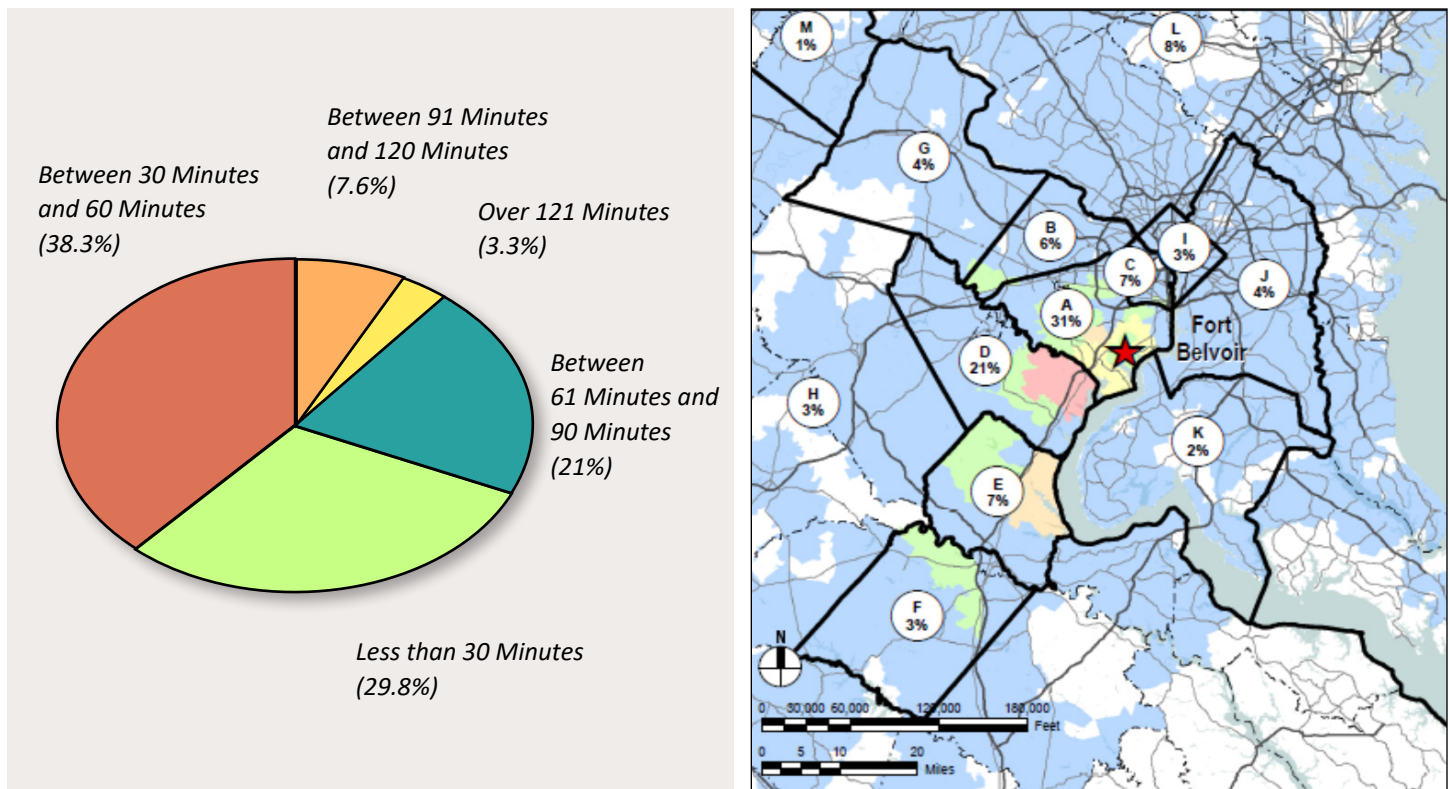 Between 91 Minutes
and 120 Minutes
(7.6%)
Between 30 Minutes
and 60 Minutes
(38.3%)
Over 121 Minutes
(3.3%)
Between
61 Minutes and
90 Minutes
(21%)
Less than 30 Minutes
(29.8%)
M
1%
L
8%
G
4%
B
6%
I
3%
C
7%
J
4%
A
31%
Fort
Belvoir
D
21%
H
3%
K
2%
E
7%
F
3%
N
0 30,000 60,000 120,000 180,000
Feet
0 5 10 20
Miles